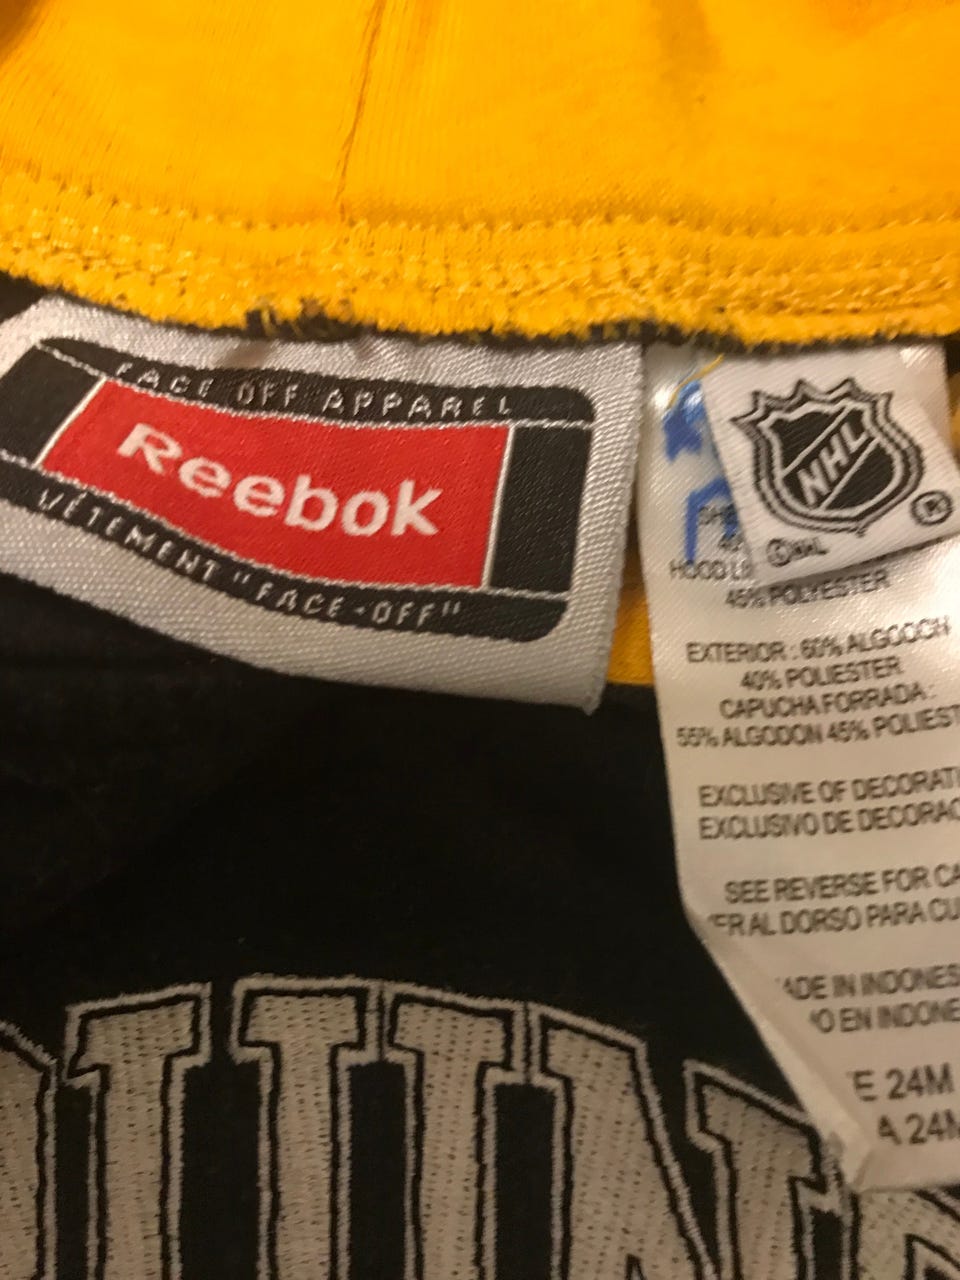 FACE OFF APPAREL
Reebok
VÊTEMENT "FACE-OFF"
NHL
®
©NHL
HOOD LI
45% POLYESTER
EXTERIOR : 60% ALGODON
40% POLIESTER
CAPUCHA FORRADA :
55% ALGODON 45% POLIEST
EXCLUSIVE OF DECORATI
EXCLUSIVO DE DECORAC
SEE REVERSE FOR CA
ER AL DORSO PARA CU
ADE IN INDONES
O EN INDONE
E 24M
A 24M